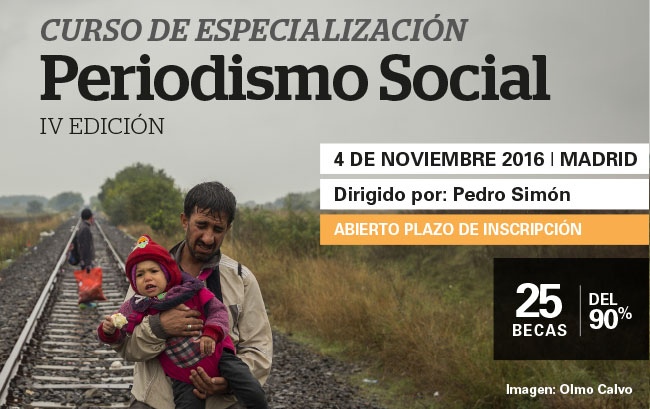 CURSO DE ESPECIALIZACIÓN
Periodismo Social
IV EDICIÓN
4 DE NOVIEMBRE 2016 | MADRID
Dirigido por: Pedro Simón
ABIERTO PLAZO DE INSCRIPCIÓN
25 BECAS
DEL 90%
Imagen: Olmo Calvo